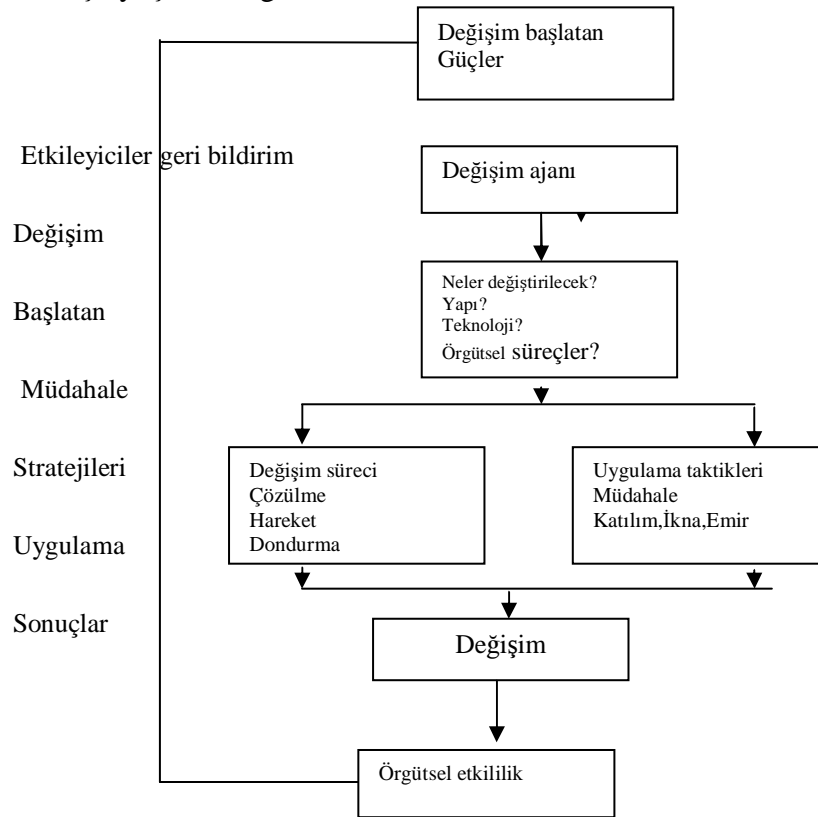 Değişim başlatan
Güçler
Etkileyiciler geri bildirim
Değişim ajanı
Değişim
Neler değiştirilecek?
Yapı?
Teknoloji?
Örgütsel süreçler?
Başlatan
Müdahale
Stratejileri
Değişim süreci
Çözülme
Hareket
Dondurma
Uygulama taktikleri
Müdahale
Katılım,İkna,Emir
Uygulama
Sonuçlar
Değişim
Örgütsel etkililik